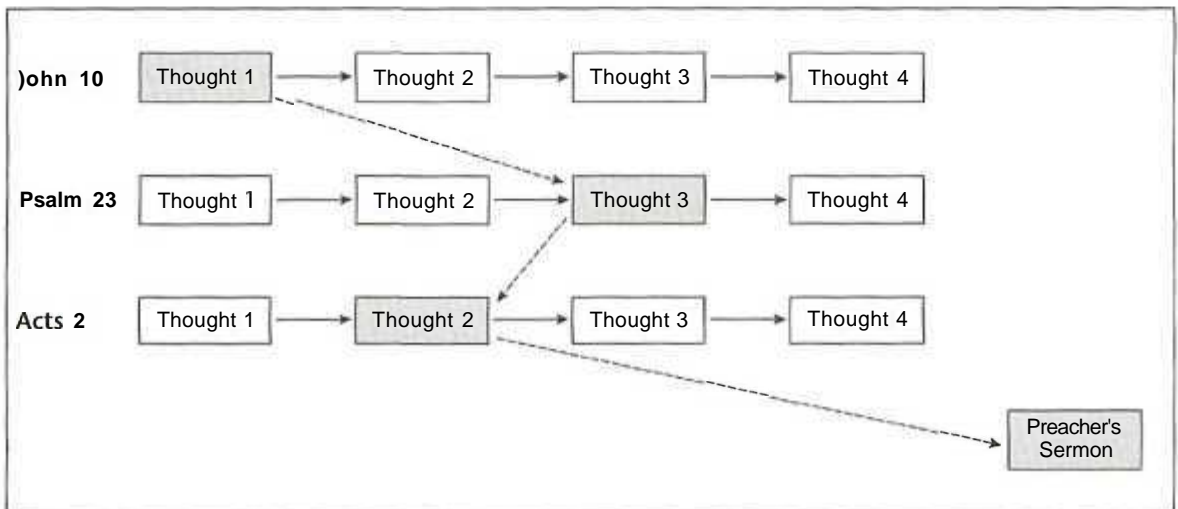 )ohn 10 Thought 1 Thought 2 Thought 3 Thought 4
Psalm 23 Thought 1 Thought 2 Thought 3 Thought 4
Acts 2 Thought 1 Thought 2 Thought 3 Thought 4
Preacher's
Sermon